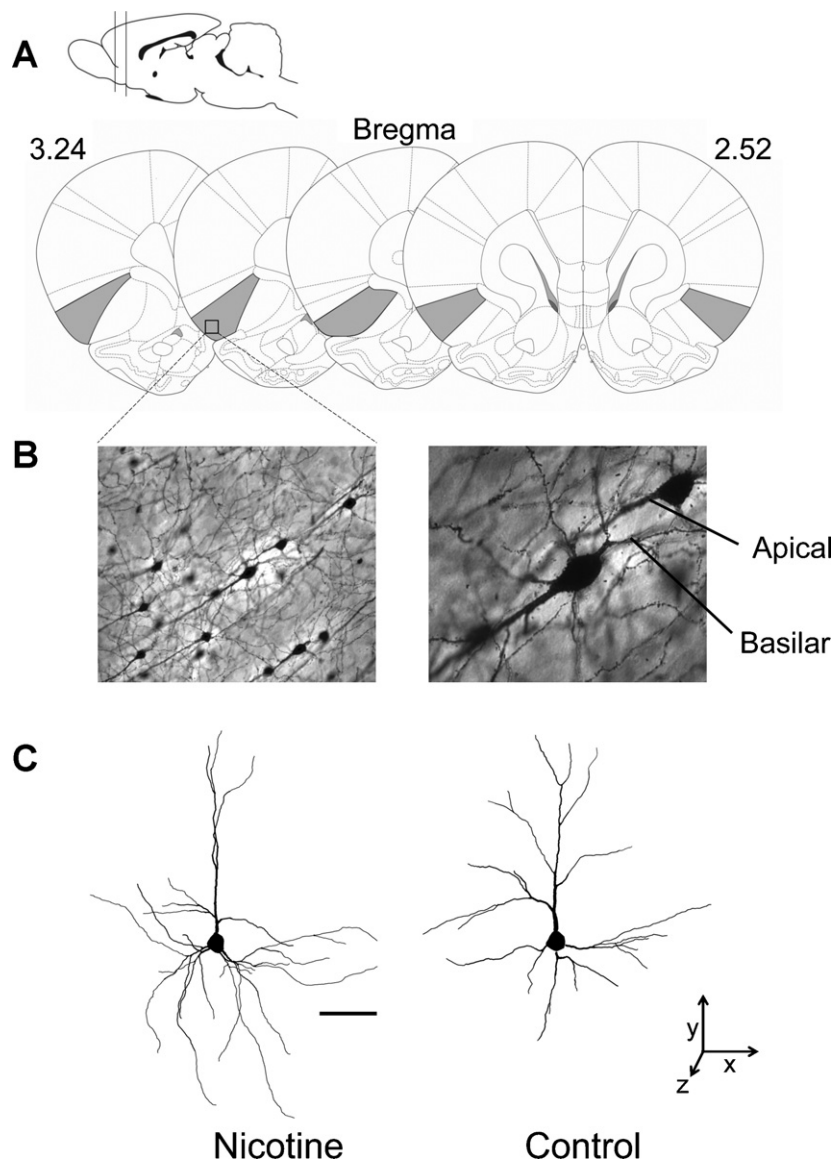 A
Bregma
3.24
2.52
B
Apical
Basilar
C
y
x
z
Nicotine
Control